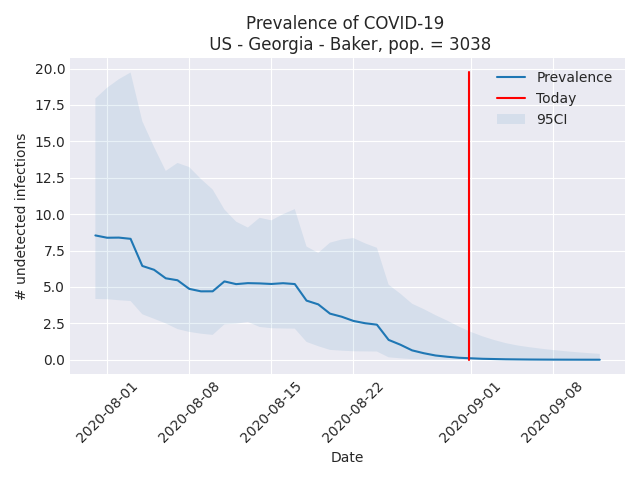 Prevalence of COVID-19
US - Georgia - Baker, pop. = 3038
20.0
17.5
15.0
12.5
10.0
7.5
5.0
2.5
0.0
# undetected infections
Prevalence
Today
95CI
2020-08-01
2020-08-08
2020-08-15
2020-08-22
2020-09-01
2020-09-08
Date